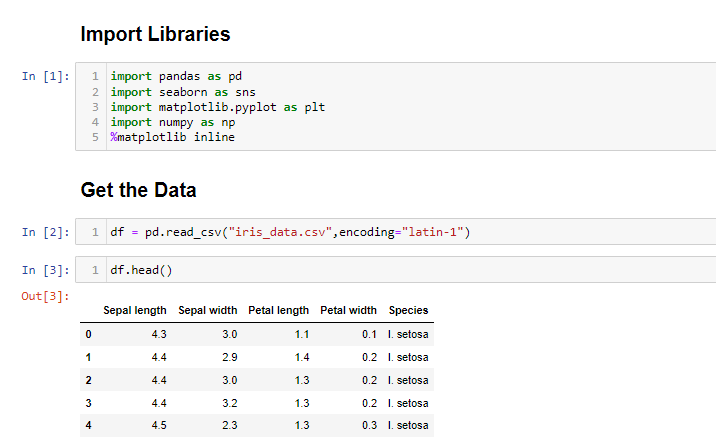 Import Libraries
In [1]: 1 import pandas as pd
2 import seaborn as sns
3 import matplotlib.pyplot as plt
4 import numpy as np
5 %matplotlib inline
Get the Data
In [2]: 1 df = pd.read_csv("iris_data.csv",encoding="latin-1")
In [3]: 1 df.head()
Out[3]:
Sepal length Sepal width Petal length Petal width Species
0 4.3 3.0 1.1 0.1 I. setosa
1 4.4 2.9 1.4 0.2 I. setosa
2 4.4 3.0 1.3 0.2 I. setosa
3 4.4 3.2 1.3 0.2 I. setosa
4 4.5 2.3 1.3 0.3 I. setosa